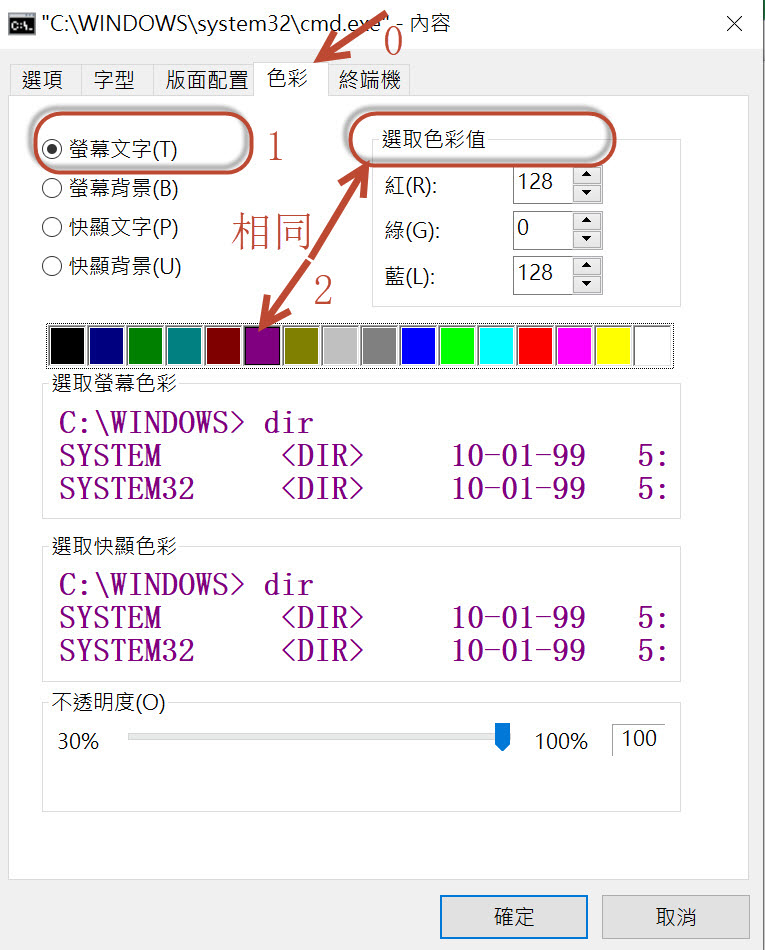 "C:\WINDOWS\system32\cmd.exe" - 內容
0
選項 字型 版面配置 色彩 終端機
螢幕文字(T)
1
螢幕背景(B)
快顯文字(P)
快顯背景(U)
選取色彩值
紅(R): 128
綠(G): 0
藍(L): 128
相同
2
選取螢幕色彩
C:\WINDOWS> dir
SYSTEM <DIR> 10-01-99 5:
SYSTEM32 <DIR> 10-01-99 5:
選取快顯色彩
C:\WINDOWS> dir
SYSTEM <DIR> 10-01-99 5:
SYSTEM32 <DIR> 10-01-99 5:
不透明度(O)
30% 100% 100
確定 取消